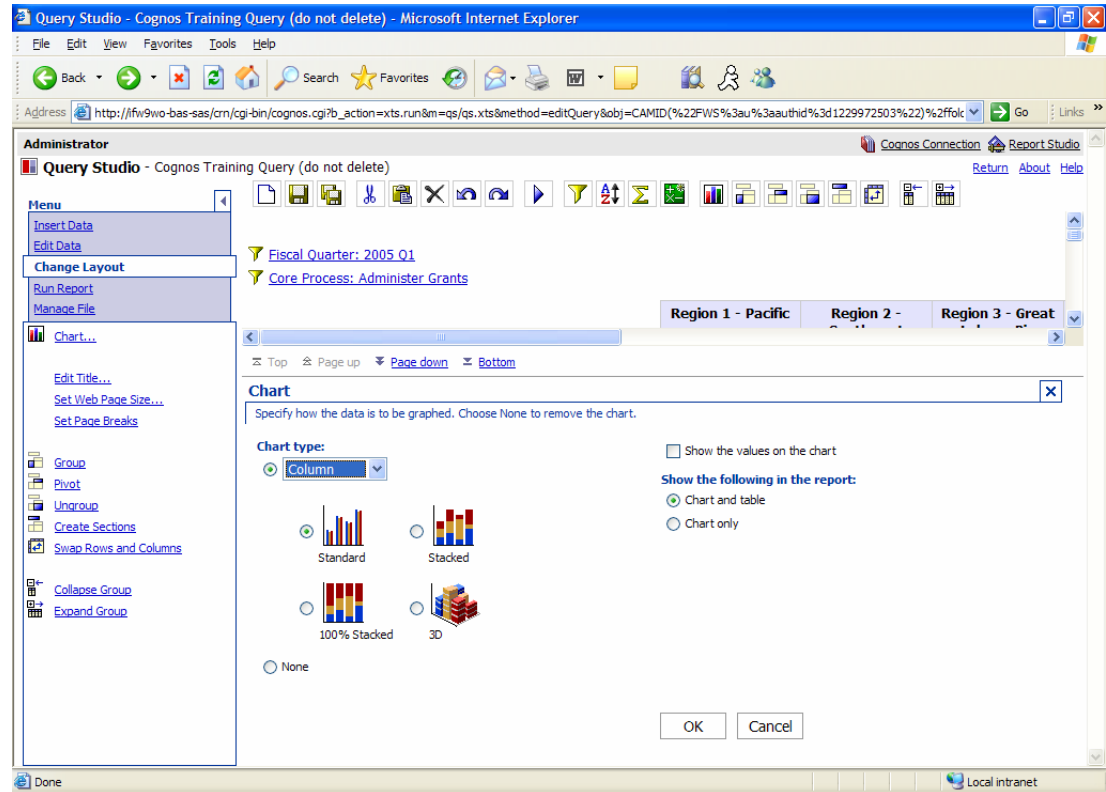 Query Studio - Cognos Training Query (do not delete) - Microsoft Internet Explorer
File Edit View Favorites Tools Help
Back Search Favorites
Address http://ifw9wo-bas-sas/crn/cgi-bin/cognos.cgi?b_action=xts.run&m=qs/qs.xts&method=editQuery&obj=CAMID(%22FWS%3au%3aauthid%3d1229972503%22)%2ffolc Go Links »
Administrator Cognos Connection Report Studio
Query Studio - Cognos Training Query (do not delete) Return About Help
Menu
Insert Data
Edit Data
Change Layout
Run Report
Manage File
Chart...
Edit Title...
Set Web Page Size...
Set Page Breaks
Group
Pivot
Ungroup
Create Sections
Swap Rows and Columns
Collapse Group
Expand Group
Fiscal Quarter: 2005 Q1
Core Process: Administer Grants
Region 1 - Pacific Region 2 - Region 3 - Great
Top Page up Page down Bottom
Chart
Specify how the data is to be graphed. Choose None to remove the chart.
Chart type:
Column
Standard Stacked
100% Stacked 3D
None
Show the values on the chart
Show the following in the report:
Chart and table
Chart only
OK Cancel
Done Local intranet